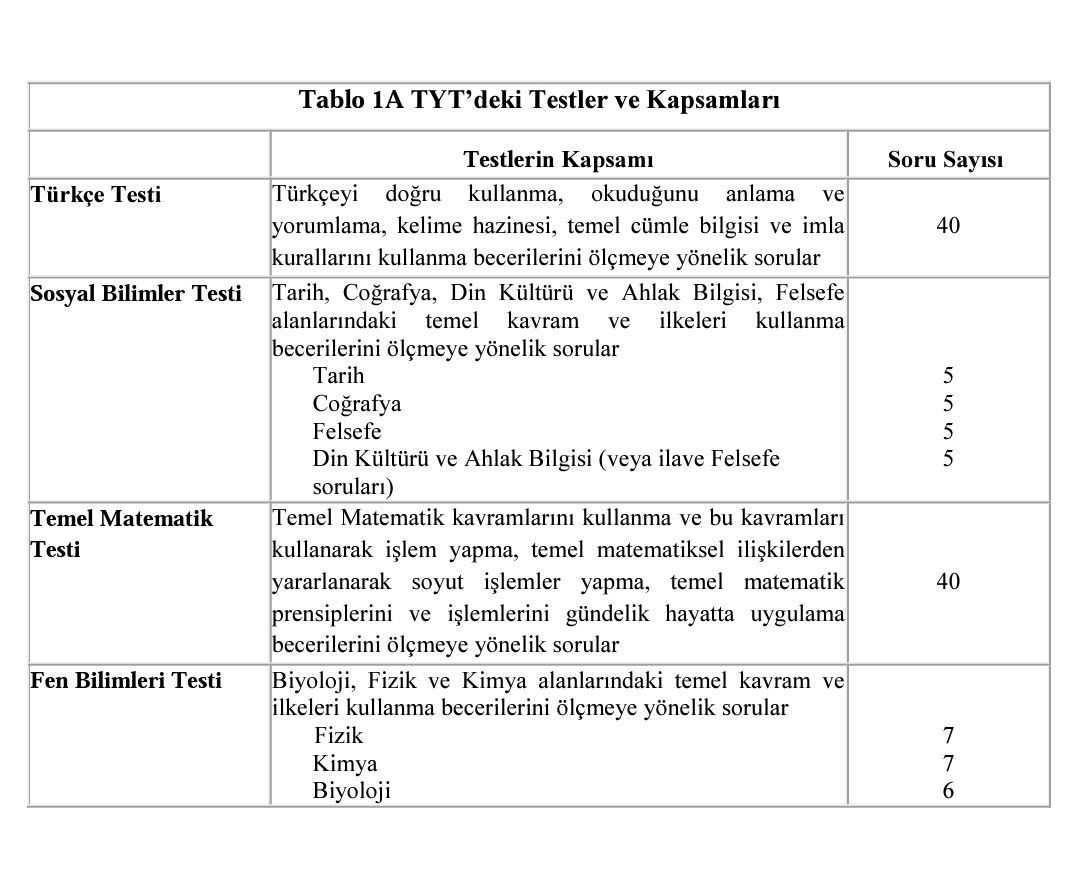 Tablo 1A TYT’deki Testler ve Kapsamları
Testlerin Kapsamı
Soru Sayısı
Türkçe Testi
Türkçeyi doğru kullanma, okuduğunu anlama ve
yorumlama, kelime hazinesi, temel cümle bilgisi ve imla
kurallarını kullanma becerilerini ölçmeye yönelik sorular
40
Sosyal Bilimler Testi
Tarih, Coğrafya, Din Kültürü ve Ahlak Bilgisi, Felsefe
alanlarındaki temel kavram ve ilkeleri kullanma
becerilerini ölçmeye yönelik sorular
Tarih
5
Coğrafya
5
Felsefe
5
Din Kültürü ve Ahlak Bilgisi (veya ilave Felsefe
soruları)
5
Temel Matematik
Testi
Temel Matematik kavramlarını kullanma ve bu kavramları
kullanarak işlem yapma, temel matematiksel ilişkilerden
yararlanarak soyut işlemler yapma, temel matematik
prensiplerini ve işlemlerini gündelik hayatta uygulama
becerilerini ölçmeye yönelik sorular
40
Fen Bilimleri Testi
Biyoloji, Fizik ve Kimya alanlarındaki temel kavram ve
ilkeleri kullanma becerilerini ölçmeye yönelik sorular
Fizik
7
Kimya
7
Biyoloji
6